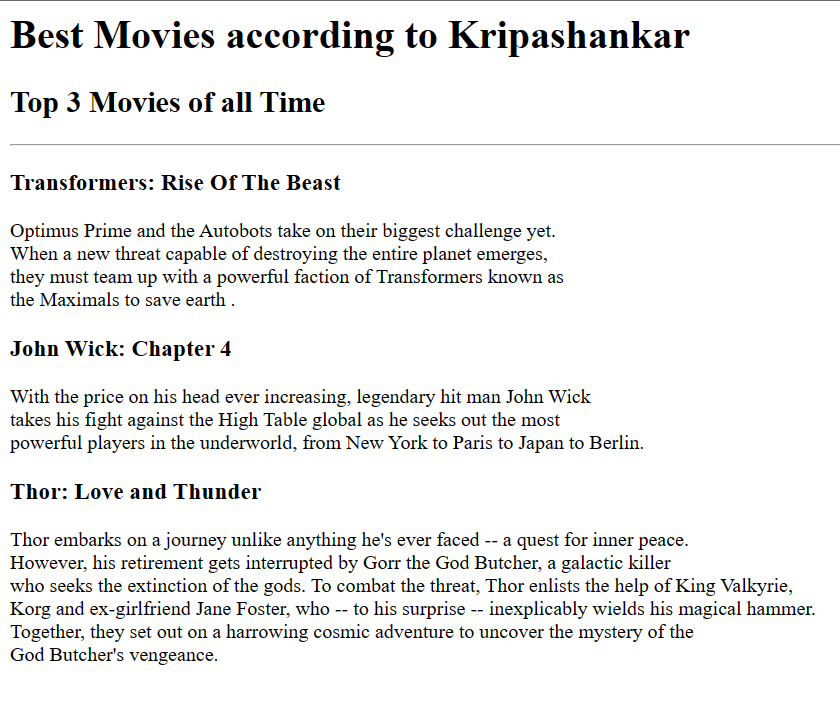 Best Movies according to Kripashankar
Top 3 Movies of all Time
Transformers: Rise Of The Beast
Optimus Prime and the Autobots take on their biggest challenge yet.
When a new threat capable of destroying the entire planet emerges,
they must team up with a powerful faction of Transformers known as
the Maximals to save earth .
John Wick: Chapter 4
With the price on his head ever increasing, legendary hit man John Wick
takes his fight against the High Table global as he seeks out the most
powerful players in the underworld, from New York to Paris to Japan to Berlin.
Thor: Love and Thunder
Thor embarks on a journey unlike anything he's ever faced -- a quest for inner peace.
However, his retirement gets interrupted by Gorr the God Butcher, a galactic killer
who seeks the extinction of the gods. To combat the threat, Thor enlists the help of King Valkyrie,
Korg and ex-girlfriend Jane Foster, who -- to his surprise -- inexplicably wields his magical hammer.
Together, they set out on a harrowing cosmic adventure to uncover the mystery of the
God Butcher's vengeance.